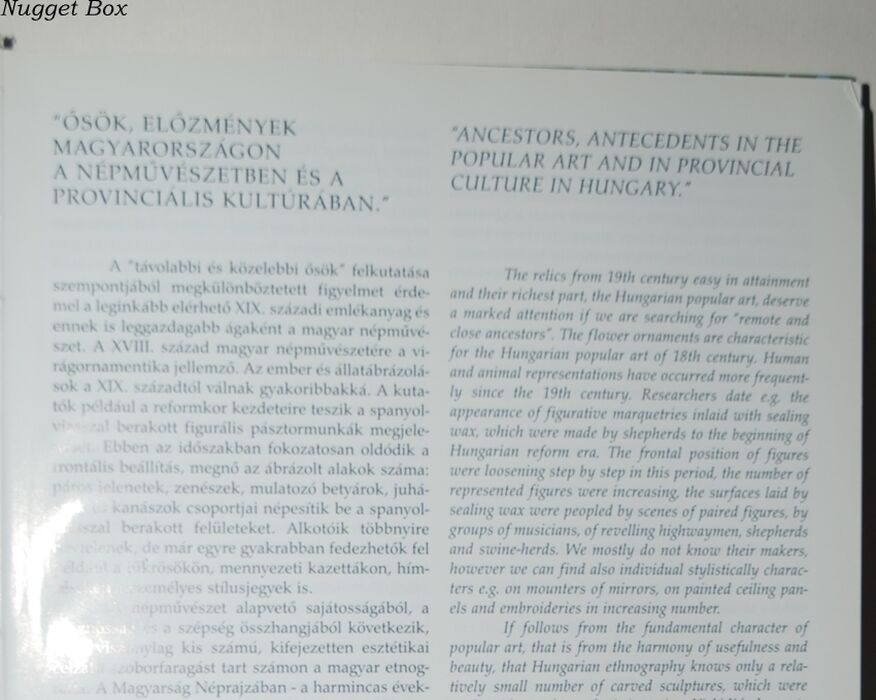 Nugget Box
"ŐSÖK, ELŐZMÉNYEK
MAGYARORSZÁGON
A NÉPMŰVÉSZETBEN ÉS A
PROVINCIÁLIS KULTÚRÁBAN."
A "távolabbi és közelebbi ősök" felkutatása
szempontjából megkülönböztetett figyelmet érde-
mel a leginkább elérhető XIX. századi emlékanyag és
ennek is leggazdagabb ágaként a magyar népművé-
szet. A XVIII. század magyar népművészetére a vi-
rágornamentika jellemző. Az ember és állatábrázolá-
sok a XIX. századtól válnak gyakoribbakká. A kuta-
tók például a reformkor kezdeteire teszik a spanyol-
berakott figurális pásztormunkák megjele-
Ebben az időszakban fokozatosan oldódik a
frontális beállítás, megnő az ábrázolt alakok száma:
páros jelenetek, zenészek, mulatozó betyárok, juhá-
kanászok csoportjai népesítik be a spanyol-
berakott felületeket. Alkotóik többnyire
de már egyre gyakrabban fedezhetők fel
a tükrösökön, mennyezeti kazettákon, hím-
személyes stílusjegyek is.
népművészet alapvető sajátosságából, a
és a szépség összhangjából következik,
kis számú, kifejezetten esztétikai
szoborfaragást tart számon a magyar etnog-
A Magyarság Néprajzában - a harmincas évek-
"ANCESTORS, ANTECEDENTS IN THE
POPULAR ART AND IN PROVINCIAL
CULTURE IN HUNGARY."
The relics from 19th century easy in attainment
and their richest part, the Hungarian popular art, deserve
a marked attention if we are searching for "remote and
close ancestors". The flower ornaments are characteristic
for the Hungarian popular art of 18th century. Human
and animal representations have occurred more frequent-
ly since the 19th century. Researchers date e.g. the
appearance of figurative marquetries inlaid with sealing
wax, which were made by shepherds to the beginning of
Hungarian reform era. The frontal position of figures
were loosening step by step in this period, the number of
represented figures were increasing, the surfaces laid by
sealing wax were peopled by scenes of paired figures, by
groups of musicians, of revelling highwaymen, shepherds
and swine-herds. We mostly do not know their makers,
however we can find also individual stylistically charac-
ters e.g. on mounters of mirrors, on painted ceiling pan-
els and embroideries in increasing number.
If follows from the fundamental character of
popular art, that is from the harmony of usefulness and
beauty, that Hungarian ethnography knows only a rela-
tively small number of carved sculptures, which were